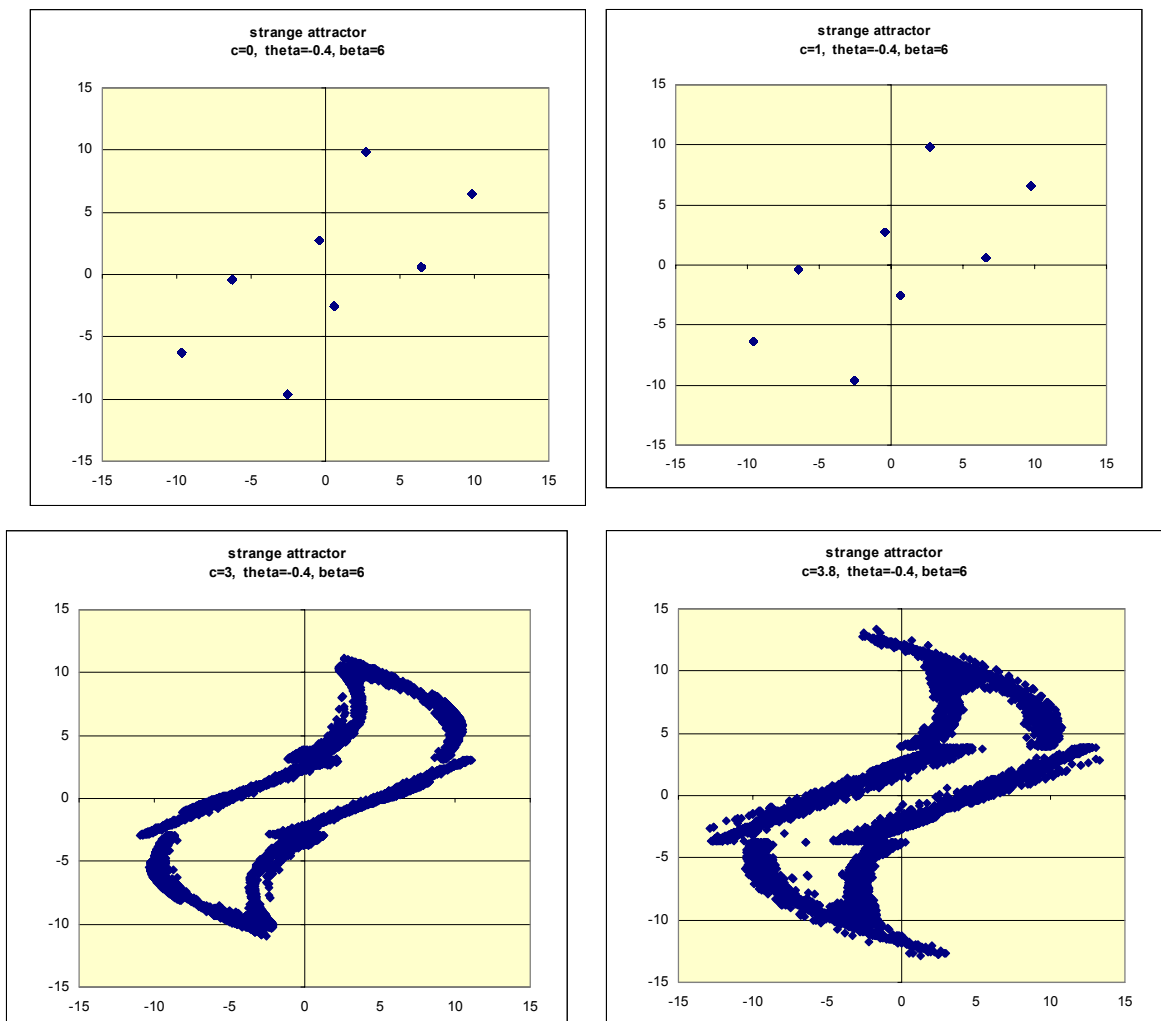 strange attractor
c=0, theta=-0.4, beta=6
15
10
5
0
-5
-10
-15
-15 -10 -5 0 5 10 15
strange attractor
c=1, theta=-0.4, beta=6
15
10
5
0
-5
-10
-15
-15 -10 -5 0 5 10 15
strange attractor
c=3, theta=-0.4, beta=6
15
10
5
0
-5
-10
-15
-15 -10 -5 0 5 10 15
strange attractor
c=3.8, theta=-0.4, beta=6
15
10
5
0
-5
-10
-15
-15 -10 -5 0 5 10 15